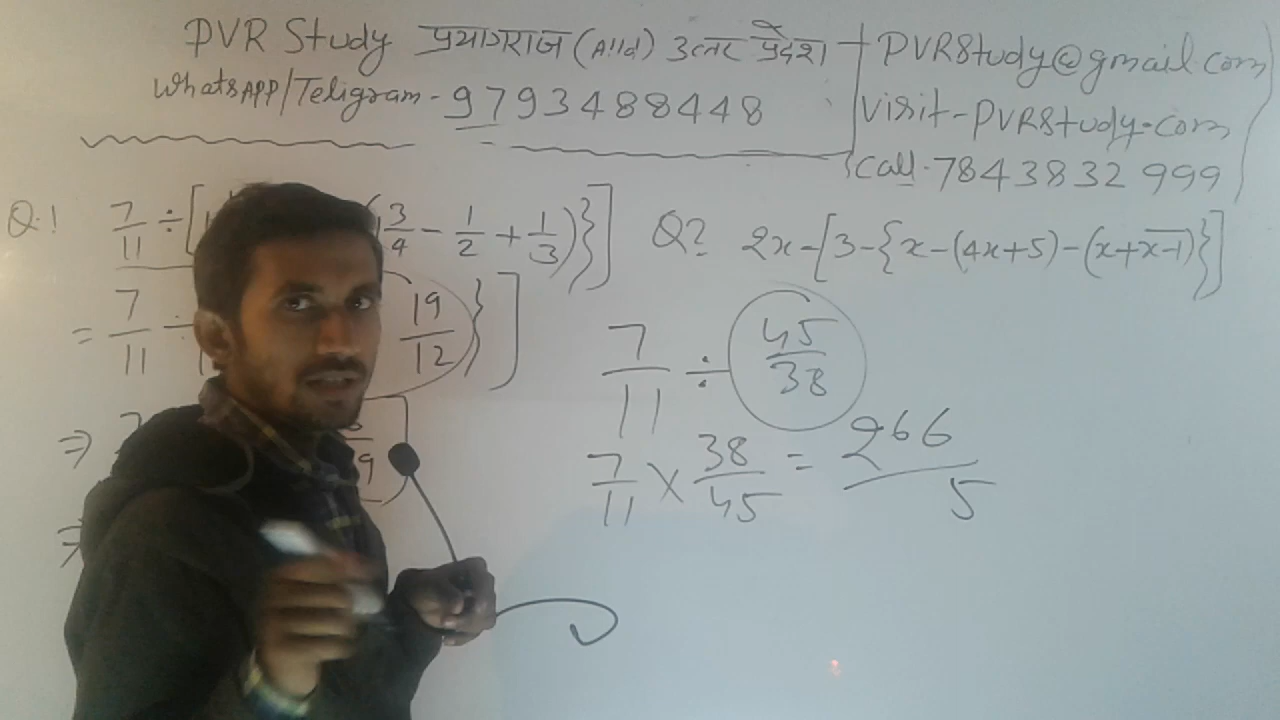 PVR Study प्रयागराज (Alld) उत्तर प्रदेश
WhatsAPP/Teligram - 9793488448
PVRStudy@gmail.com
Visit-PVRStudy.com
Call.7843832999
Q.1 7/11 ÷ [ 3/4 - 1/2 + 1/3)}]
= 7/11 ÷ 19/12 }]
⇒ 7
⇒
Q2 2x-[3-{x-(4x+5)-(x+x̅-̅1̅)}]
7/11 ÷ 45/38
7/11 × 38/45 = 266/5